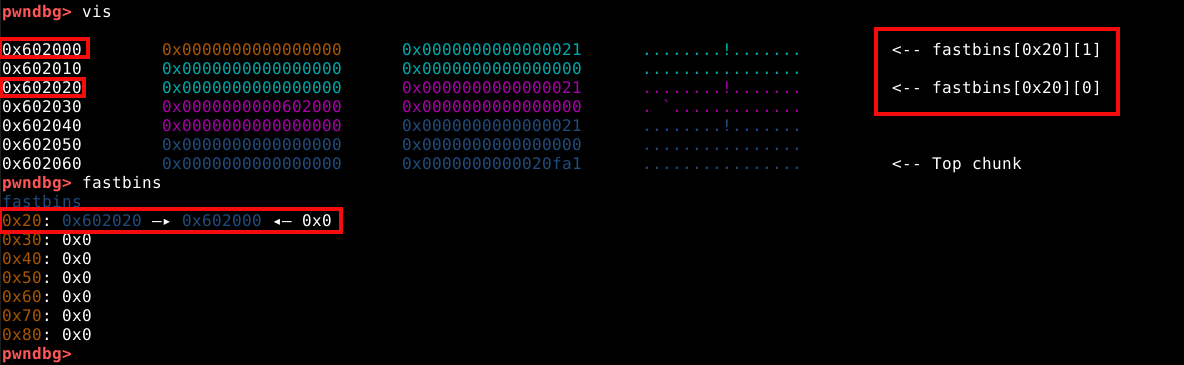 pwndbg> vis
0x602000 0x0000000000000000 0x0000000000000021 ........!....... <-- fastbins[0x20][1]
0x602010 0x0000000000000000 0x0000000000000000 ................
0x602020 0x0000000000000000 0x0000000000000021 ........!....... <-- fastbins[0x20][0]
0x602030 0x0000000000602000 0x0000000000000000 . `.............
0x602040 0x0000000000000000 0x0000000000000021 ........!.......
0x602050 0x0000000000000000 0x0000000000000000 ................
0x602060 0x0000000000000000 0x0000000000020fa1 ................ <-- Top chunk
pwndbg> fastbins
fastbins
0x20: 0x602020 —▸ 0x602000 ◂— 0x0
0x30: 0x0
0x40: 0x0
0x50: 0x0
0x60: 0x0
0x70: 0x0
0x80: 0x0
pwndbg>